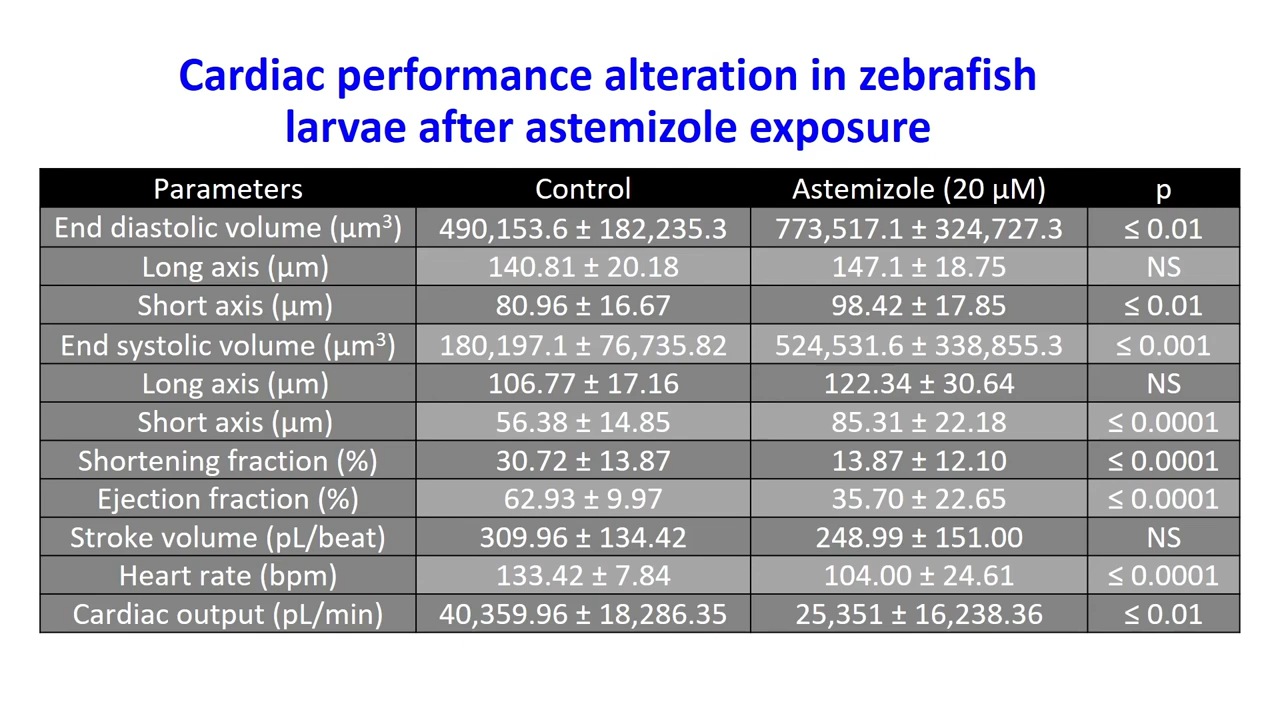 Cardiac performance alteration in zebrafish
larvae after astemizole exposure
Parameters Control Astemizole (20 µM) p
End diastolic volume (µm³) 490,153.6 ± 182,235.3 773,517.1 ± 324,727.3 ≤ 0.01
Long axis (µm) 140.81 ± 20.18 147.1 ± 18.75 NS
Short axis (µm) 80.96 ± 16.67 98.42 ± 17.85 ≤ 0.01
End systolic volume (µm³) 180,197.1 ± 76,735.82 524,531.6 ± 338,855.3 ≤ 0.001
Long axis (µm) 106.77 ± 17.16 122.34 ± 30.64 NS
Short axis (µm) 56.38 ± 14.85 85.31 ± 22.18 ≤ 0.0001
Shortening fraction (%) 30.72 ± 13.87 13.87 ± 12.10 ≤ 0.0001
Ejection fraction (%) 62.93 ± 9.97 35.70 ± 22.65 ≤ 0.0001
Stroke volume (pL/beat) 309.96 ± 134.42 248.99 ± 151.00 NS
Heart rate (bpm) 133.42 ± 7.84 104.00 ± 24.61 ≤ 0.0001
Cardiac output (pL/min) 40,359.96 ± 18,286.35 25,351 ± 16,238.36 ≤ 0.01